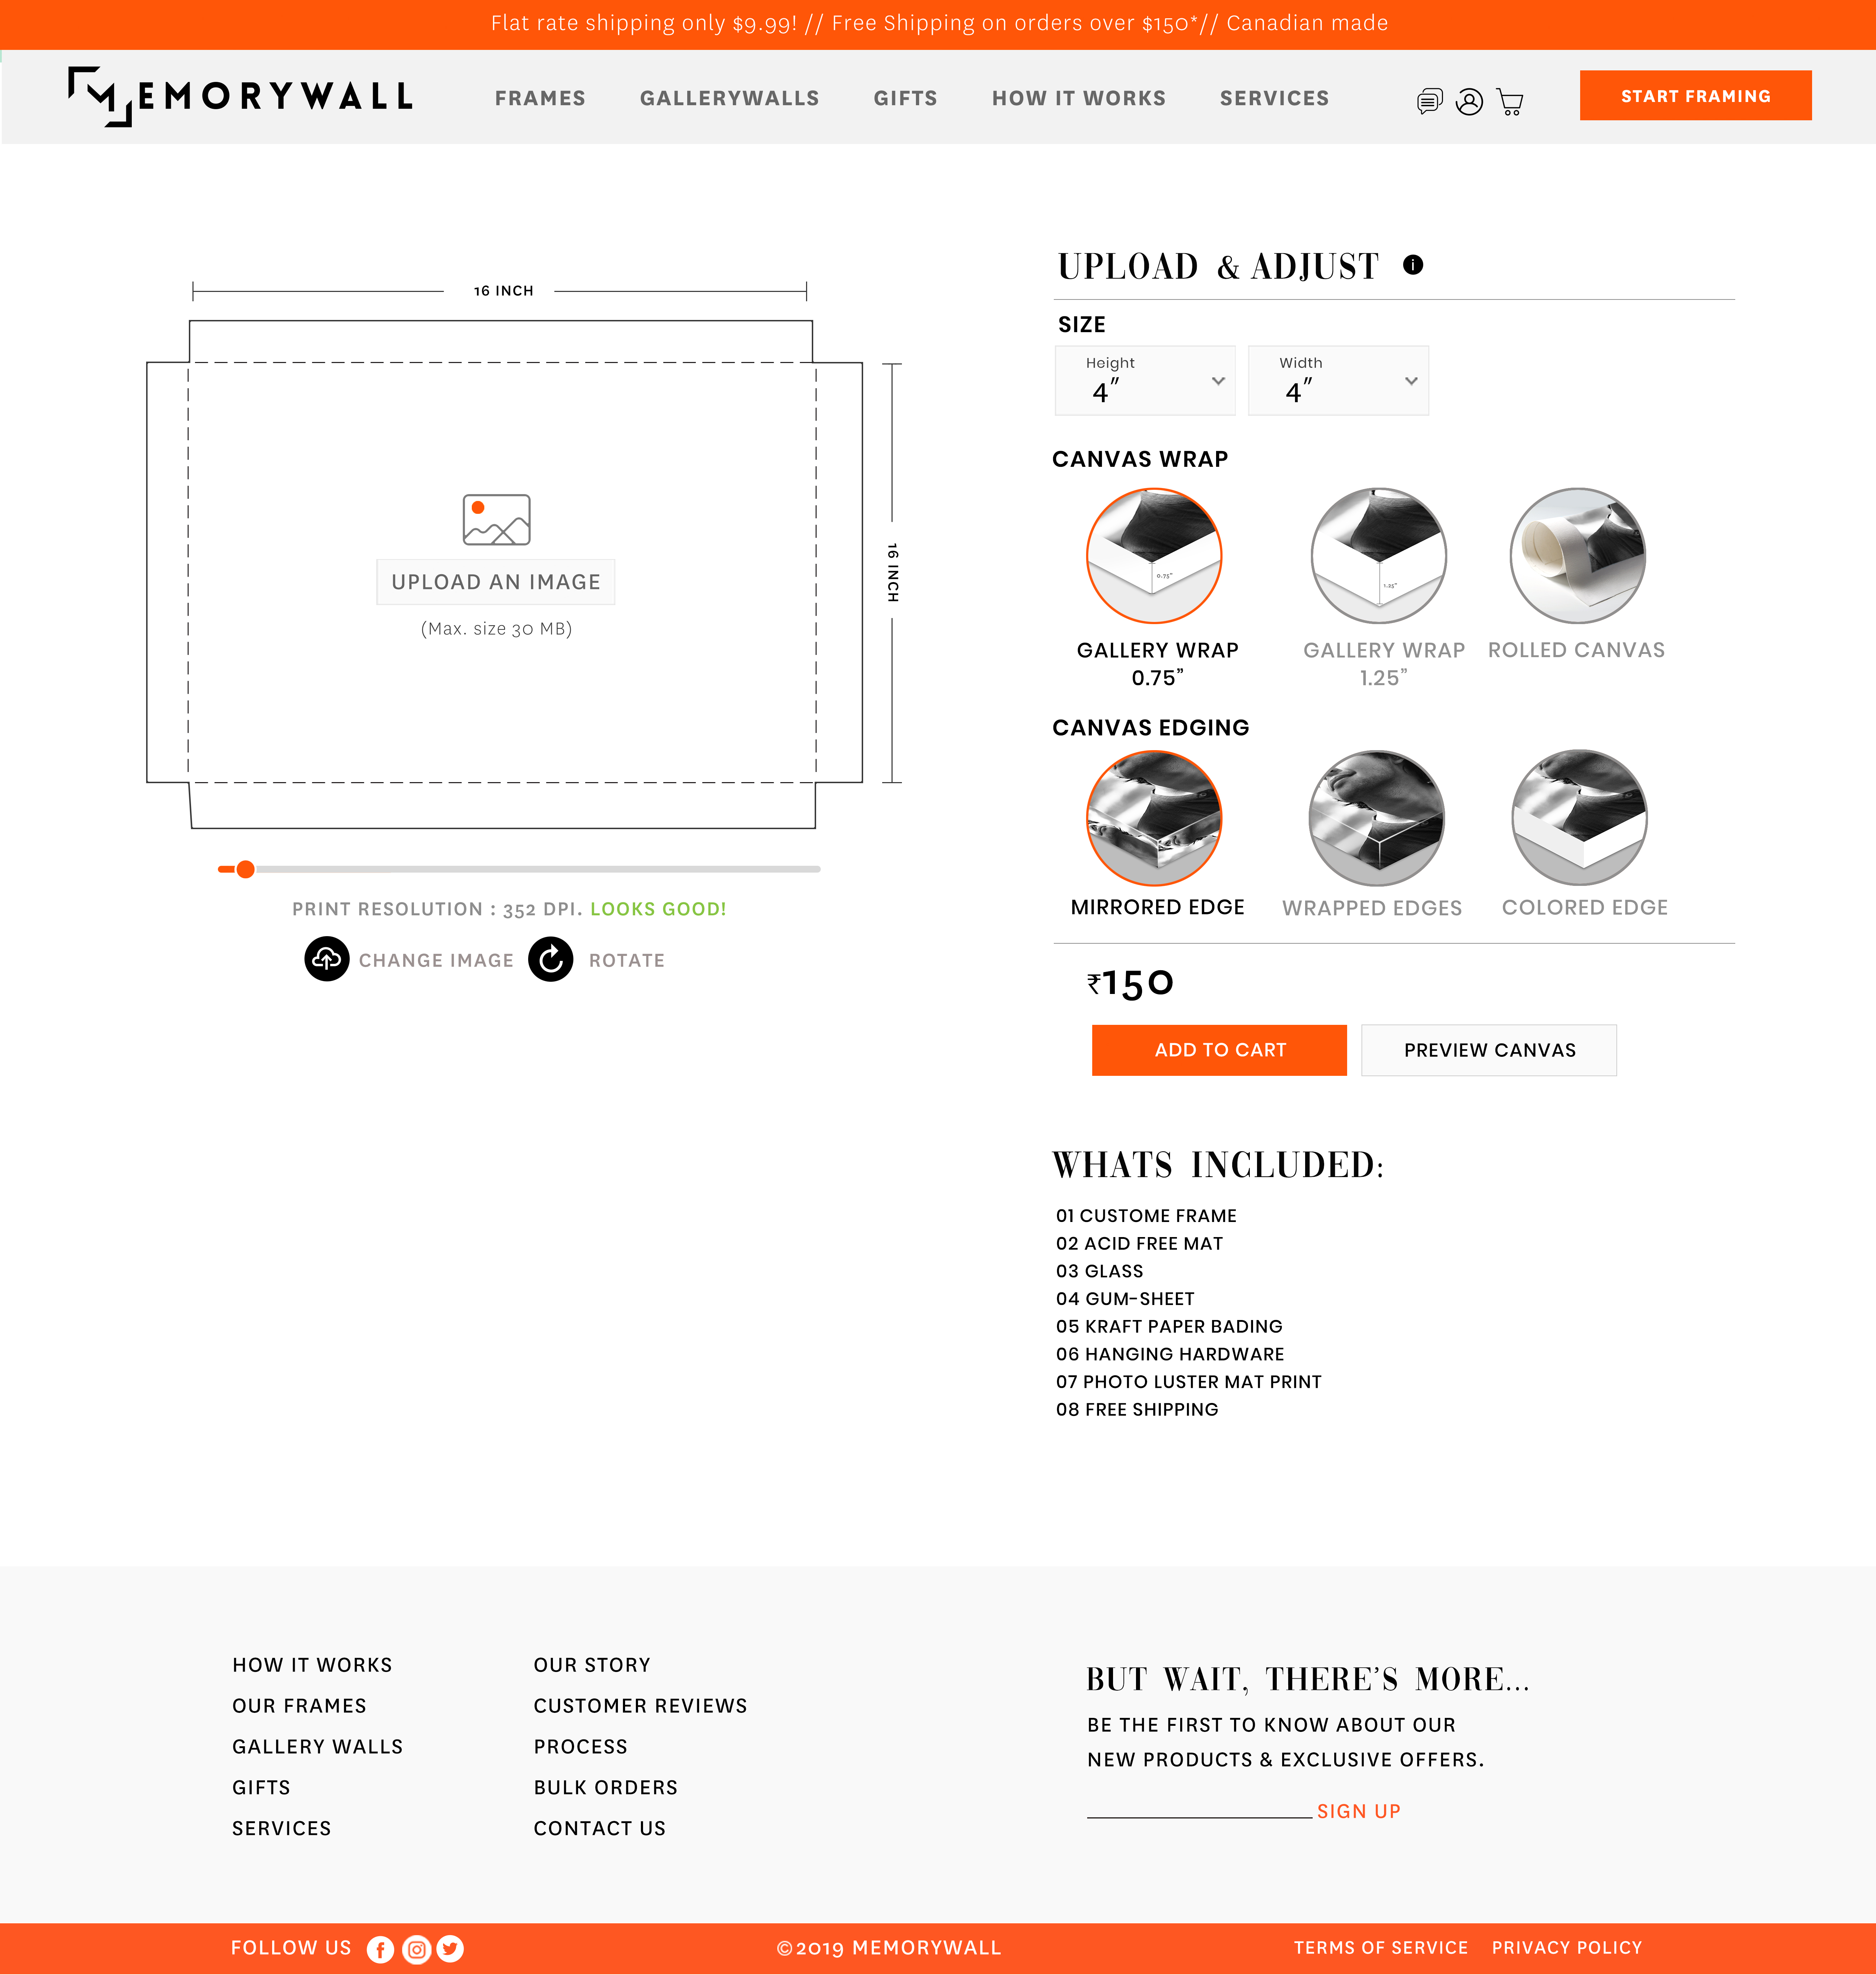 Flat rate shipping only $9.99! // Free Shipping on orders over $150*// Canadian made
MEMORYWALL
FRAMES GALLERYWALLS GIFTS HOW IT WORKS SERVICES
START FRAMING
16 INCH
16 INCH
UPLOAD AN IMAGE
(Max. size 30 MB)
PRINT RESOLUTION : 352 DPI. LOOKS GOOD!
CHANGE IMAGE ROTATE
UPLOAD & ADJUST i
SIZE
Height
4”
Width
4”
CANVAS WRAP
0.75”
1.25”
GALLERY WRAP
0.75”
GALLERY WRAP
1.25”
ROLLED CANVAS
CANVAS EDGING
MIRRORED EDGE WRAPPED EDGES COLORED EDGE
₹150
ADD TO CART PREVIEW CANVAS
WHATS INCLUDED:
01 CUSTOME FRAME
02 ACID FREE MAT
03 GLASS
04 GUM-SHEET
05 KRAFT PAPER BADING
06 HANGING HARDWARE
07 PHOTO LUSTER MAT PRINT
08 FREE SHIPPING
HOW IT WORKS
OUR FRAMES
GALLERY WALLS
GIFTS
SERVICES
OUR STORY
CUSTOMER REVIEWS
PROCESS
BULK ORDERS
CONTACT US
BUT WAIT, THERE’S MORE...
BE THE FIRST TO KNOW ABOUT OUR
NEW PRODUCTS & EXCLUSIVE OFFERS.
SIGN UP
FOLLOW US
©2019 MEMORYWALL
TERMS OF SERVICE PRIVACY POLICY